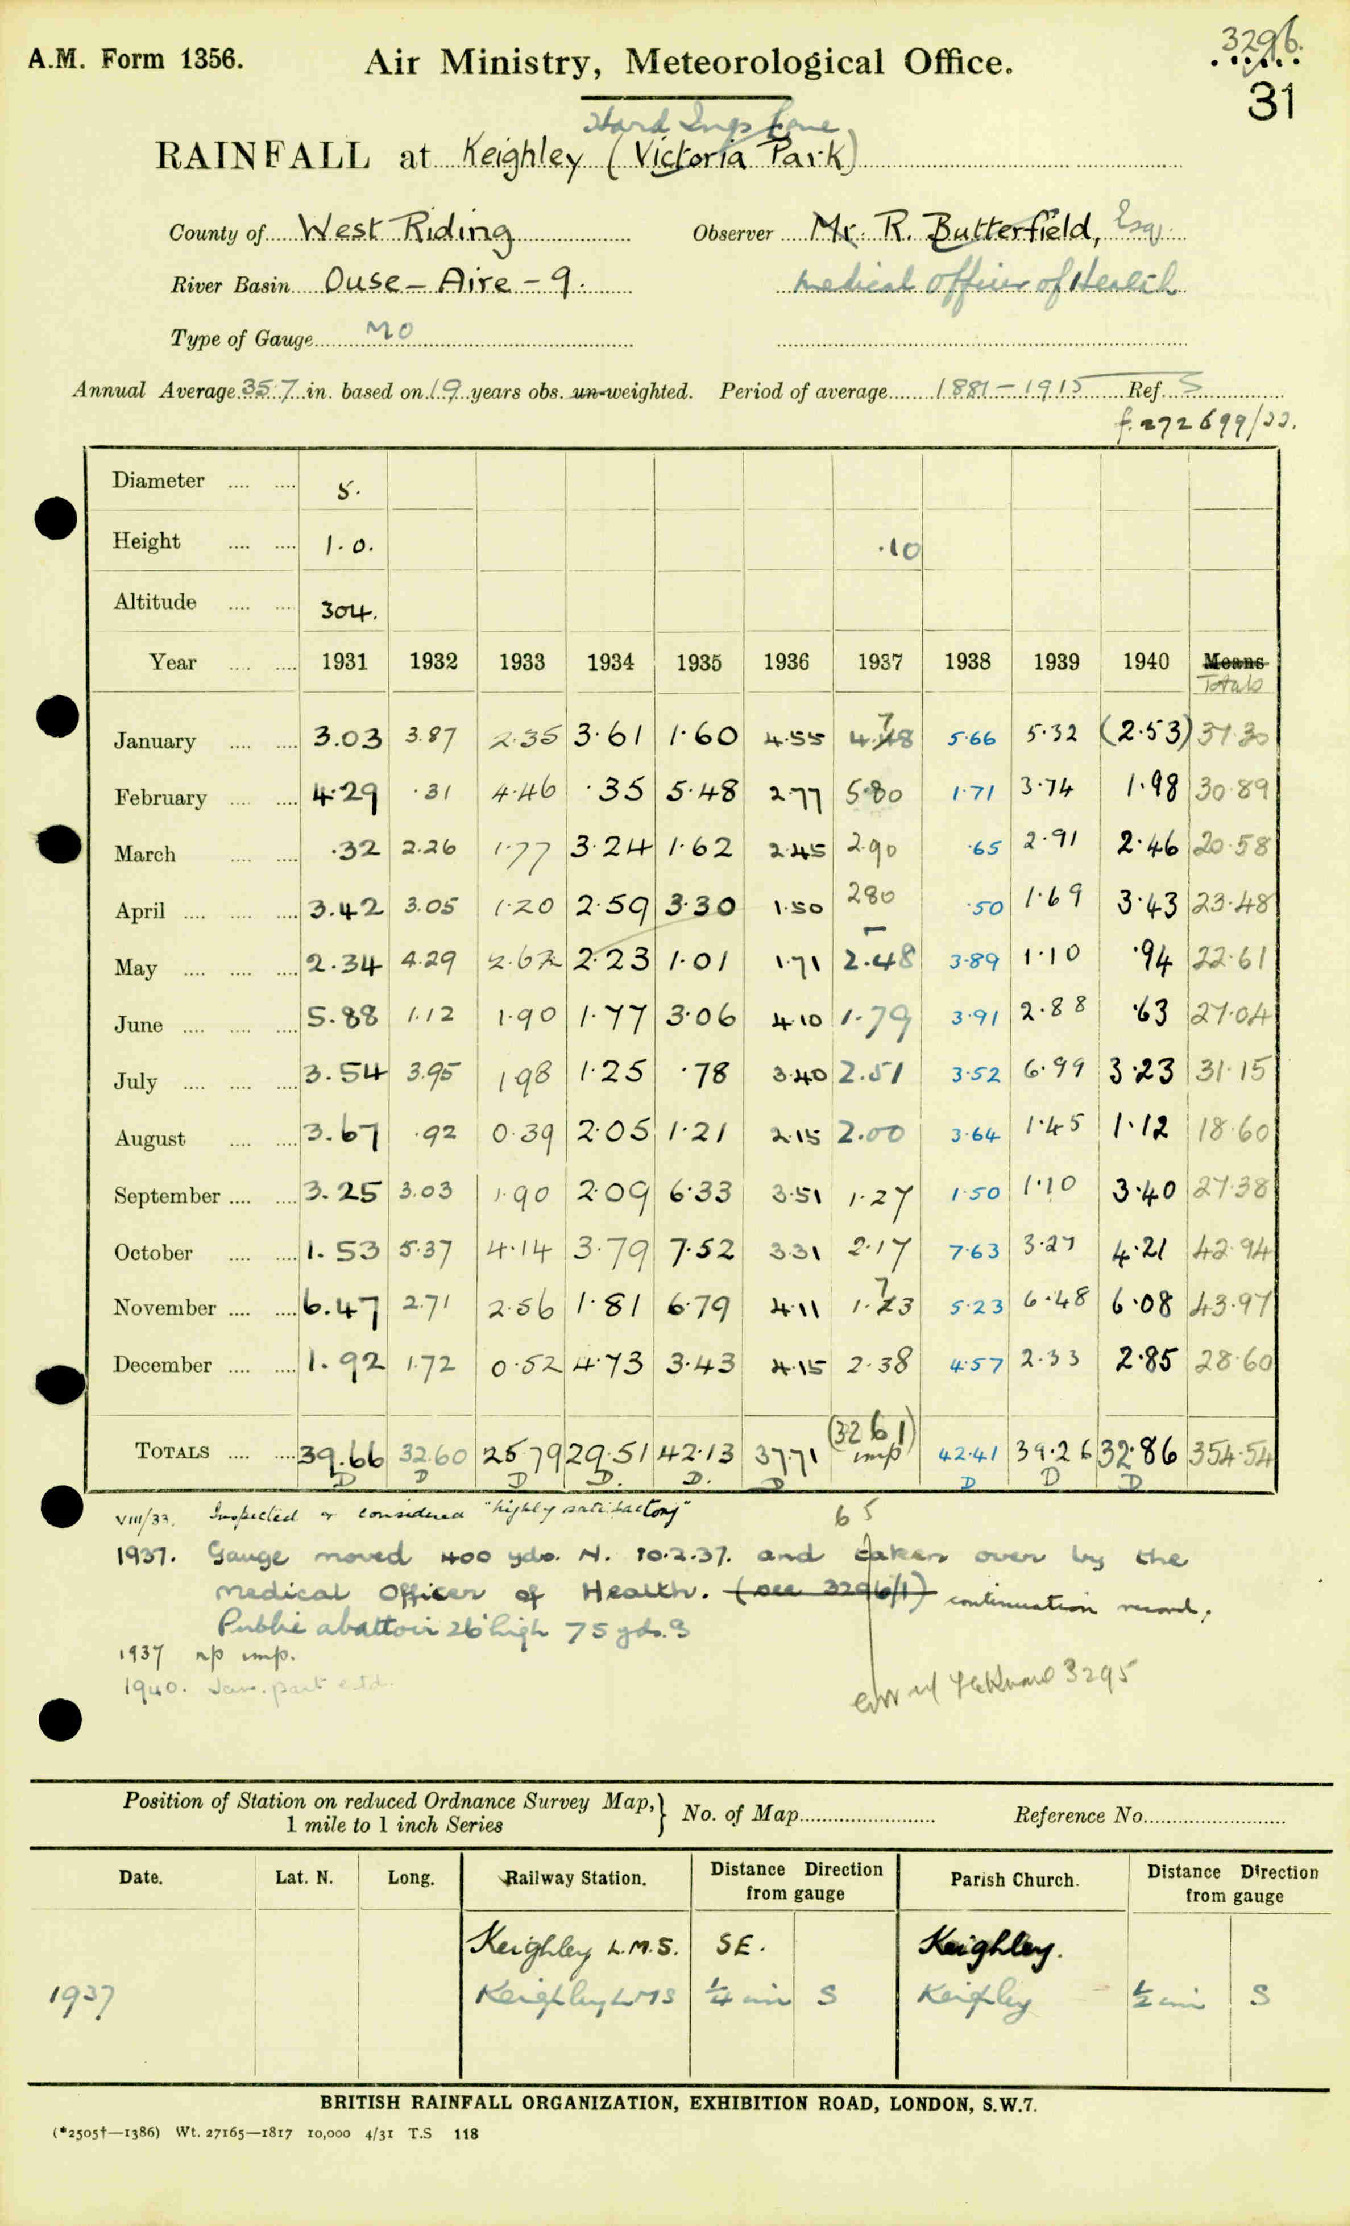 A.M. Form 1356.
Air Ministry, Meteorological Office.
3296.
31
Hard Ings Lane
RAINFALL at Keighley (Victoria Park)
County of West Riding
Observer Mr. R. Butterfield, Esq.
River Basin Ouse - Aire - 9.
Medical Officer of Health
Type of Gauge MO
Annual Average 35.7 in. based on 19 years obs. un-weighted. Period of average 1881-1915 Ref. S
f. 272699/22.
Diameter 5.
Height 1.0. .10
Altitude 304.
Year 1931 1932 1933 1934 1935 1936 1937 1938 1939 1940 Means
Totals
January 3.03 3.87 2.35 3.61 1.60 4.55 4.78 5.66 5.32 (2.53) 37.30
February 4.29 .31 4.46 .35 5.48 2.77 5.80 1.71 3.74 1.98 30.89
March .32 2.26 1.77 3.24 1.62 2.45 2.90 .65 2.91 2.46 20.58
April 3.42 3.05 1.20 2.59 3.30 1.50 2.80 .50 1.69 3.43 23.48
May 2.34 4.29 2.62 2.23 1.01 1.71 2.48 3.89 1.10 .94 22.61
June 5.88 1.12 1.90 1.77 3.06 4.10 1.79 3.91 2.88 .63 27.04
July 3.54 3.95 1.98 1.25 .78 3.40 2.51 3.52 6.99 3.23 31.15
August 3.67 .92 0.39 2.05 1.21 2.15 2.00 3.64 1.45 1.12 18.60
September 3.25 3.03 1.90 2.09 6.33 3.51 1.27 1.50 1.10 3.40 27.38
October 1.53 5.37 4.14 3.79 7.52 3.31 2.17 7.63 3.27 4.21 42.94
November 6.47 2.71 2.56 1.81 6.79 4.11 1.73 5.23 6.48 6.08 43.97
December 1.92 1.72 0.52 4.73 3.43 4.15 2.38 4.57 2.33 2.85 28.60
TOTALS 39.66 32.60 25.79 29.51 42.13 37.71 (32.61) imp 42.41 39.26 32.86 354.54
D D D D. D. D D D D
VIII/33. Inspected & considered "highly satisfactory"
65
1937. Gauge moved 400 yds. N. 10.2.37. and taken over by the
Medical Officer of Health. (see 3296/1) continuation record.
Public abattoir 26' high 75 yds. S
1937 np imp.
1940. Jan. part estd.
3295
Position of Station on reduced Ordnance Survey Map, 1 mile to 1 inch Series } No. of Map Reference No.
Date. Lat. N. Long. Railway Station. Distance Direction from gauge Parish Church. Distance Direction from gauge
Keighley L.M.S. SE. Keighley.
1937 Keighley LMS ¼ mi S Keighley ½ mi S
BRITISH RAINFALL ORGANIZATION, EXHIBITION ROAD, LONDON, S.W.7.
(*2505†—1386) Wt. 27165—1817 10,000 4/31 T.S 118